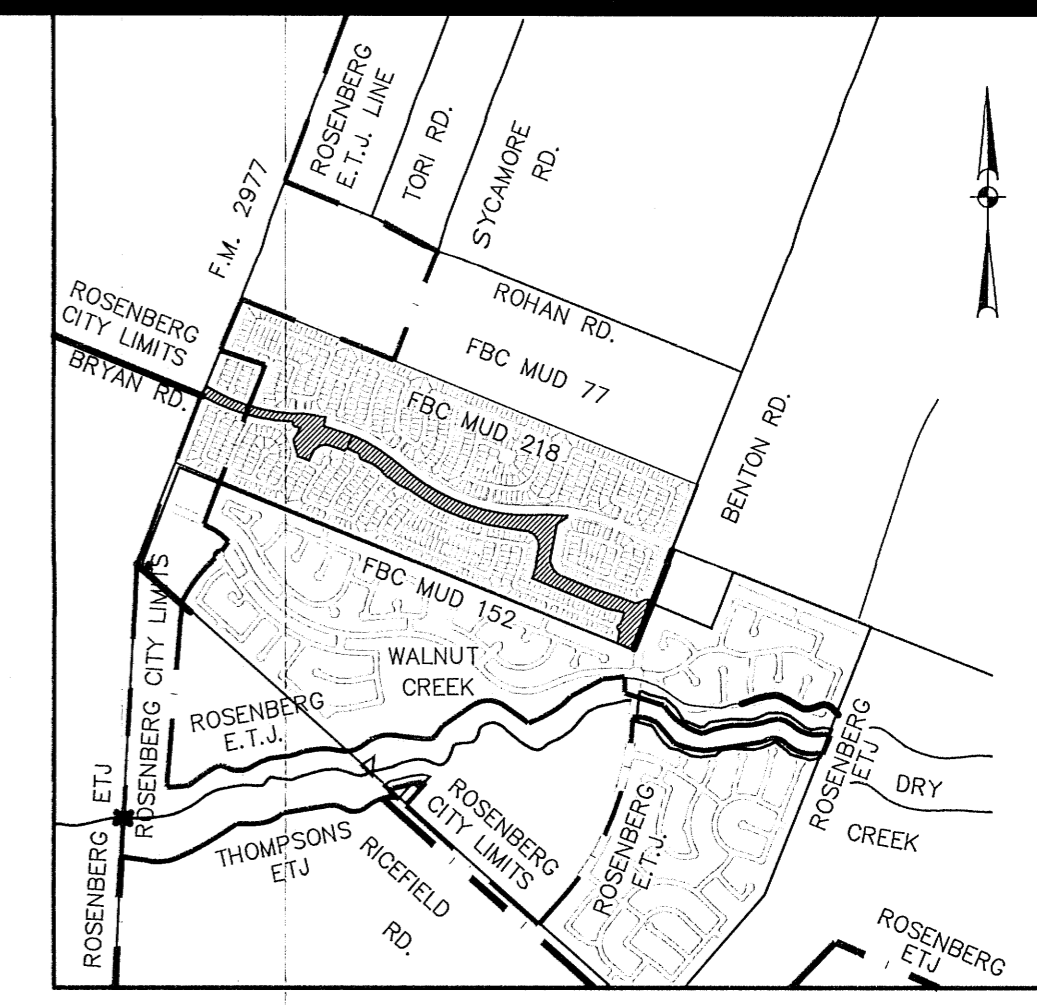 ROSENBERG
E.T.J. LINE
TORI RD.
SYCAMORE
RD.
F.M. 2977
ROSENBERG
CITY LIMITS
BRYAN RD.
ROHAN RD.
FBC MUD 77
FBC MUD 218
BENTON RD.
FBC MUD 152
WALNUT
CREEK
ROSENBERG CITY LIMITS
ROSENBERG
E.T.J.
ROSENBERG ETJ
THOMPSONS
ETJ
RICEFIELD
RD.
ROSENBERG
CITY LIMITS
ROSENBERG
E.T.J.
ROSENBERG
ETJ
DRY
CREEK
ROSENBERG
ETJ